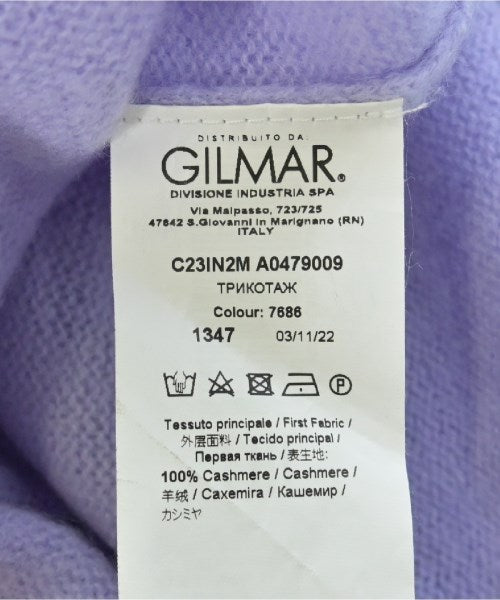 DISTRIBUITO DA:
GILMAR®
DIVISIONE INDUSTRIA SPA
Via Malpasso, 723/725
47842 S.Giovanni in Marignano (RN)
ITALY
C23IN2M A0479009
ТРИКОТАЖ
Colour: 7686
1347 03/11/22
P
Tessuto principale / First Fabric /
外层面料 / Tecido principal /
Первая ткань / 表生地:
100% Cashmere / Cashmere /
羊绒 / Caxemira / Кашемир /
カシミヤ